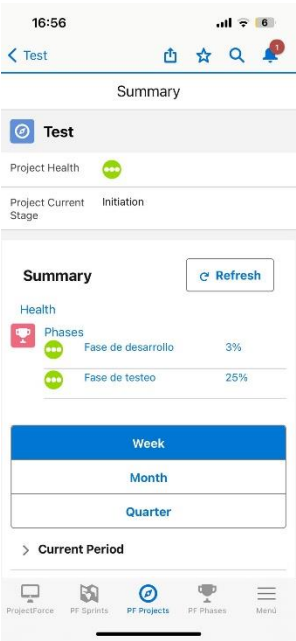 16:56
6
Test
1
Summary
Test
Project Health
Project Current Stage
Initiation
Summary
Refresh
Health
Phases
Fase de desarrollo 3%
Fase de testeo 25%
Week
Month
Quarter
Current Period
ProjectForce PF Sprints PF Projects PF Phases Menú